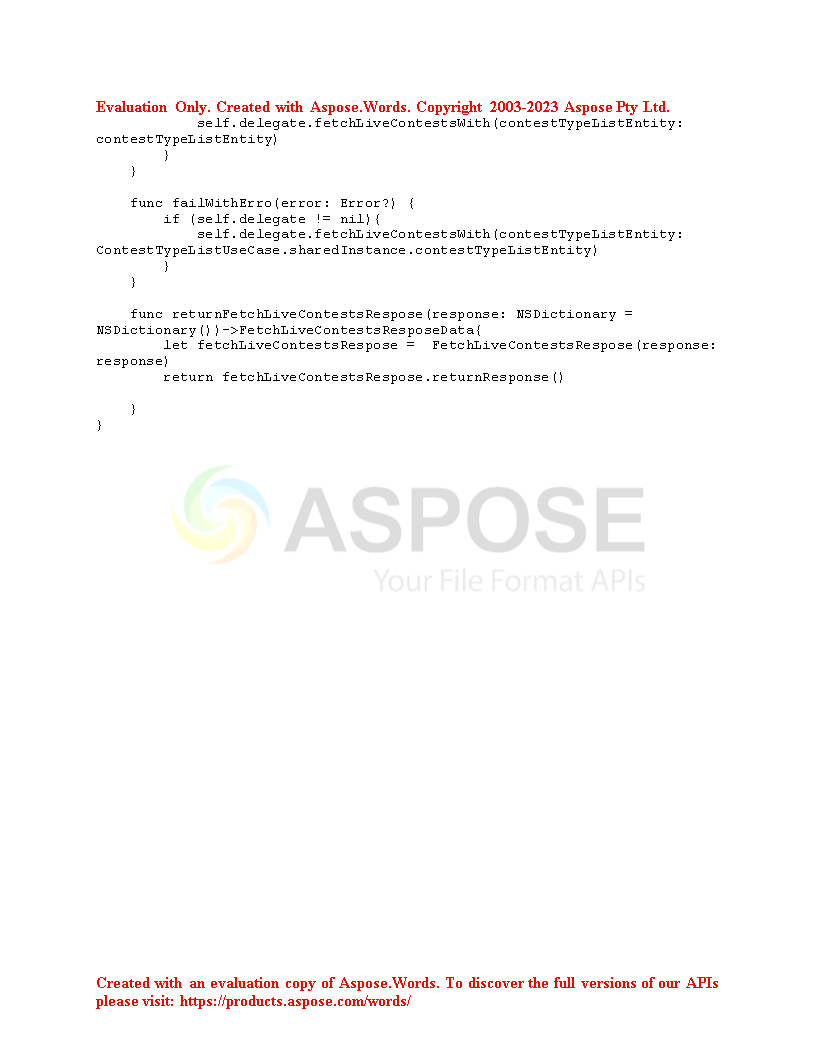 Evaluation Only. Created with Aspose.Words. Copyright 2003-2023 Aspose Pty Ltd.
            self.delegate.fetchLiveContestsWith(contestTypeListEntity:
contestTypeListEntity)
        }
    }

    func failWithErro(error: Error?) {
        if (self.delegate != nil){
            self.delegate.fetchLiveContestsWith(contestTypeListEntity:
ContestTypeListUseCase.sharedInstance.contestTypeListEntity)
        }
    }

    func returnFetchLiveContestsRespose(response: NSDictionary =
NSDictionary())->FetchLiveContestsResposeData{
        let fetchLiveContestsRespose =  FetchLiveContestsRespose(response:
response)
        return fetchLiveContestsRespose.returnResponse()

    }
}
ASPOSE
Your File Format APIs
Created with an evaluation copy of Aspose.Words. To discover the full versions of our APIs
please visit: https://products.aspose.com/words/